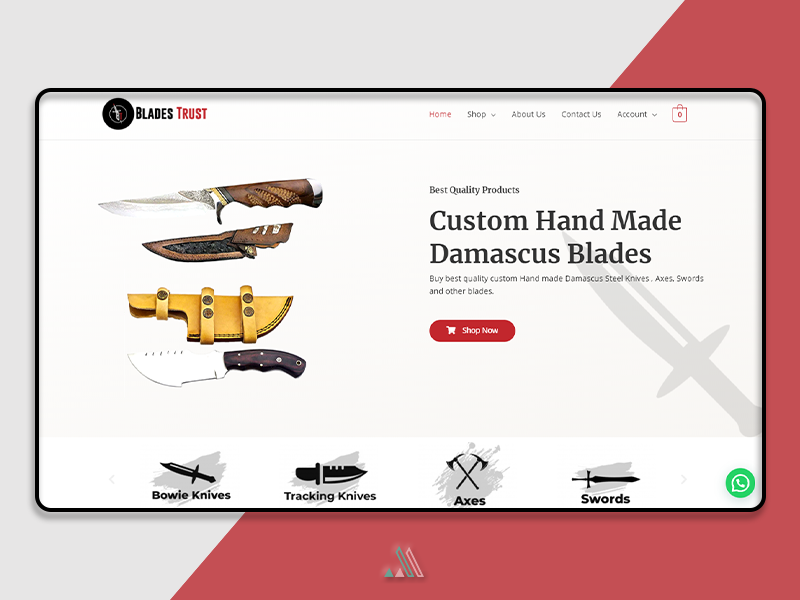 BLADES TRUST
Home Shop About Us Contact Us Account 0
Best Quality Products
Custom Hand Made
Damascus Blades
Buy best quality custom Hand made Damascus Steel Knives . Axes, Swords
and other blades.
Shop Now
Bowie Knives Tracking Knives Axes Swords